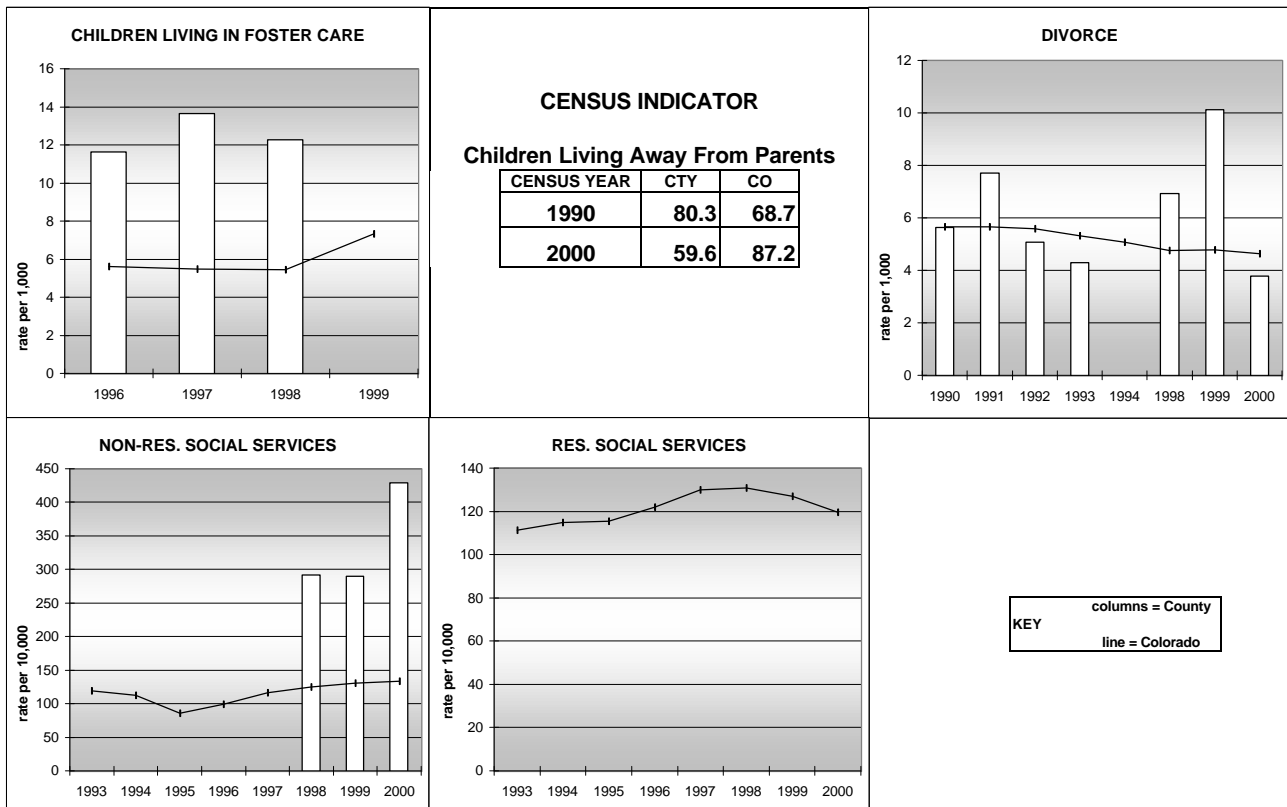 CHILDREN LIVING IN FOSTER CARE
16
14
12
10
8
6
4
2
0
rate per 1,000
1996 1997 1998 1999
CENSUS INDICATOR
Children Living Away From Parents
CENSUS YEAR CTY CO
1990 80.3 68.7
2000 59.6 87.2
DIVORCE
12
10
8
6
4
2
0
rate per 1,000
1990 1991 1992 1993 1994 1998 1999 2000
NON-RES. SOCIAL SERVICES
450
400
350
300
250
200
150
100
50
0
rate per 10,000
1993 1994 1995 1996 1997 1998 1999 2000
RES. SOCIAL SERVICES
140
120
100
80
60
40
20
0
rate per 10,000
1993 1994 1995 1996 1997 1998 1999 2000
columns = County
KEY
line = Colorado